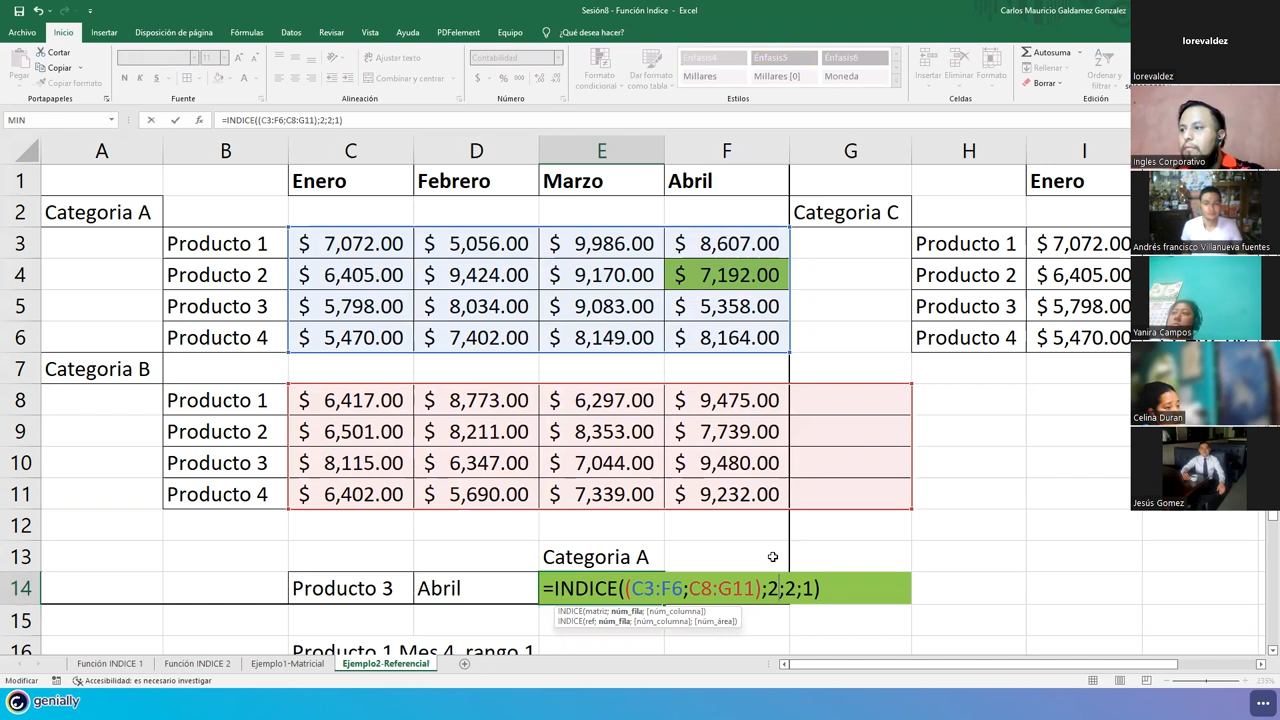 Sesión8 - Función Indice - Excel
Carlos Mauricio Galdamez Gonzalez
Archivo Inicio Insertar Disposición de página Fórmulas Datos Revisar Vista Ayuda PDFelement Equipo ¿Qué desea hacer?
Pegar
Cortar
Copiar
Copiar formato
Portapapeles
11
N K S
Fuente
Ajustar texto
Combinar y centrar
Alineación
Contabilidad
Número
Formato condicional
Dar formato como tabla
Énfasis4 Énfasis5 Énfasis6
Millares Millares [0] Moneda
Estilos
Insertar Eliminar Formato
Celdas
Autosuma
Rellenar
Borrar
Ordenar y
Edición
MIN
=INDICE((C3:F6;C8:G11);2;2;1)
A B C D E F G H I
1 Enero Febrero Marzo Abril Enero
2 Categoria A Categoria C
3 Producto 1 $ 7,072.00 $ 5,056.00 $ 9,986.00 $ 8,607.00 Producto 1 $ 7,072.00
4 Producto 2 $ 6,405.00 $ 9,424.00 $ 9,170.00 $ 7,192.00 Producto 2 $ 6,405.00
5 Producto 3 $ 5,798.00 $ 8,034.00 $ 9,083.00 $ 5,358.00 Producto 3 $ 5,798.00
6 Producto 4 $ 5,470.00 $ 7,402.00 $ 8,149.00 $ 8,164.00 Producto 4 $ 5,470.00
7 Categoria B
8 Producto 1 $ 6,417.00 $ 8,773.00 $ 6,297.00 $ 9,475.00
9 Producto 2 $ 6,501.00 $ 8,211.00 $ 8,353.00 $ 7,739.00
10 Producto 3 $ 8,115.00 $ 6,347.00 $ 7,044.00 $ 9,480.00
11 Producto 4 $ 6,402.00 $ 5,690.00 $ 7,339.00 $ 9,232.00
12
13 Categoria A
14 Producto 3 Abril =INDICE((C3:F6;C8:G11);2;2;1)
INDICE(matriz; núm_fila; [núm_columna])
INDICE(ref; núm_fila; [núm_columna]; [núm_área])
15
16 Producto 1 Mes 4, rango 1
Función INDICE 1 Función INDICE 2 Ejemplo1-Matricial Ejemplo2-Referencial
Modificar Accesibilidad: es necesario investigar
235%
genially
lorevaldez
lorevaldez
Ingles Corporativo
Andrés francisco Villanueva fuentes
Yanira Campos
Celina Duran
Jesús Gomez